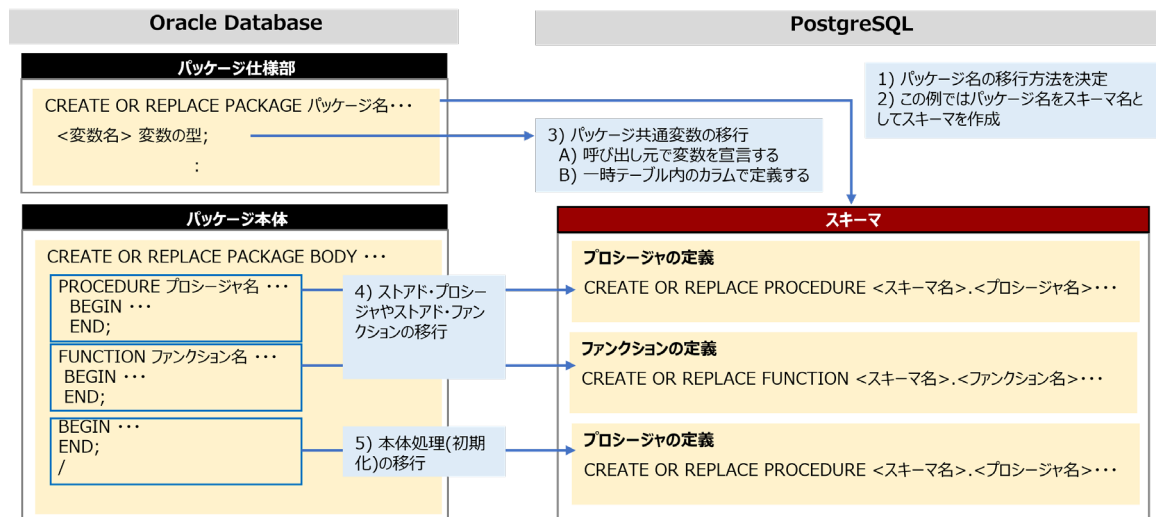 Oracle Database
PostgreSQL
パッケージ仕様部
CREATE OR REPLACE PACKAGE パッケージ名・・・
<変数名> 変数の型;
:
1) パッケージ名の移行方法を決定
2) この例ではパッケージ名をスキーマ名と
してスキーマを作成
3) パッケージ共通変数の移行
A) 呼び出し元で変数を宣言する
B) 一時テーブル内のカラムで定義する
パッケージ本体
CREATE OR REPLACE PACKAGE BODY ・・・
PROCEDURE プロシージャ名 ・・・
BEGIN ・・・
END;
FUNCTION ファンクション名 ・・・
BEGIN ・・・
END;
BEGIN ・・・
END;
/
4) ストアド・プロシー
ジャやストアド・ファン
クションの移行
5) 本体処理(初期
化)の移行
スキーマ
プロシージャの定義
CREATE OR REPLACE PROCEDURE <スキーマ名>.<プロシージャ名>・・・
ファンクションの定義
CREATE OR REPLACE FUNCTION <スキーマ名>.<ファンクション名>・・・
プロシージャの定義
CREATE OR REPLACE PROCEDURE <スキーマ名>.<プロシージャ名>・・・